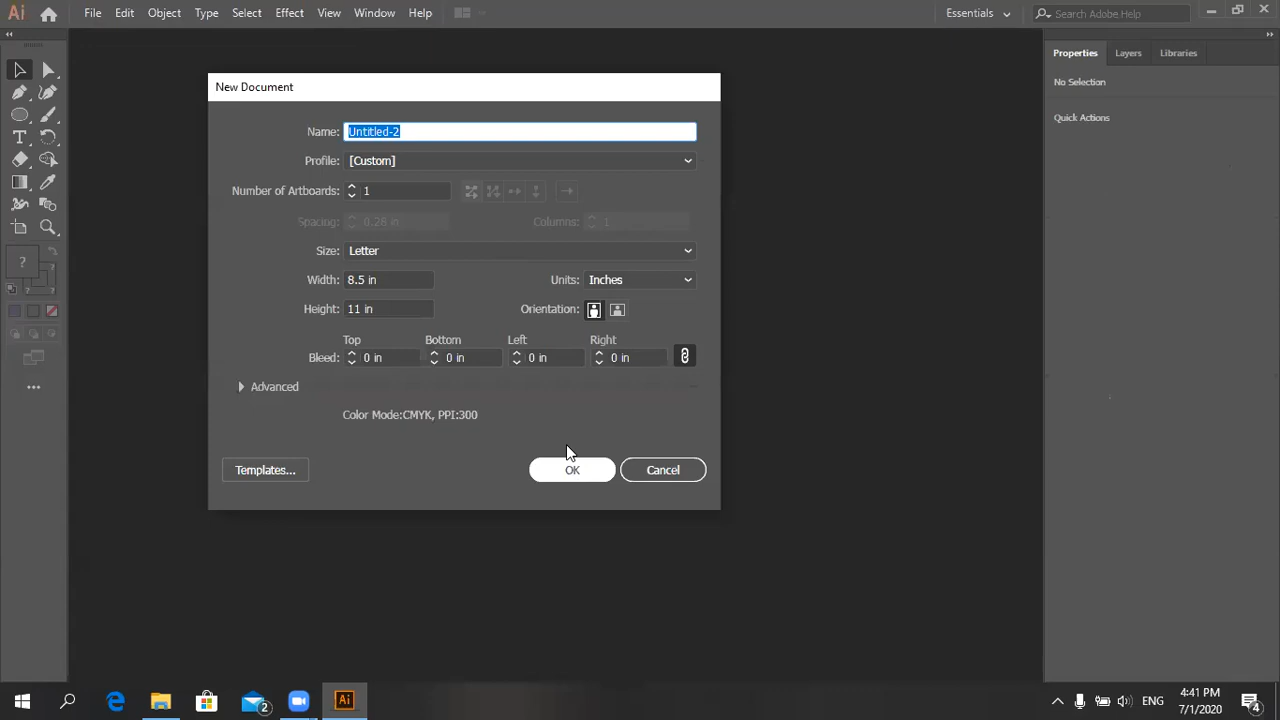 Ai File Edit Object Type Select Effect View Window Help Essentials Search Adobe Help
Properties Layers Libraries
No Selection
Quick Actions
New Document
Name: Untitled-2
Profile: [Custom]
Number of Artboards: 1
Spacing: 0.28 in Columns: 1
Size: Letter
Width: 8.5 in Units: Inches
Height: 11 in Orientation:
Top Bottom Left Right
Bleed: 0 in 0 in 0 in 0 in
Advanced
Color Mode:CMYK, PPI:300
Templates... OK Cancel
T
?
2 Ai ENG 4:41 PM
7/1/2020 4